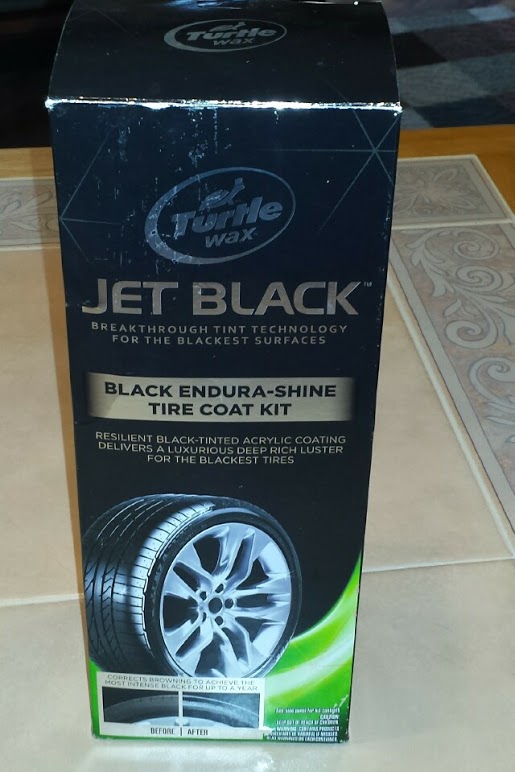 Turtle
wax
Turtle
wax
JET BLACK™
BREAKTHROUGH TINT TECHNOLOGY
FOR THE BLACKEST SURFACES
BLACK ENDURA-SHINE
TIRE COAT KIT
RESILIENT BLACK-TINTED ACRYLIC COATING
DELIVERS A LUXURIOUS DEEP RICH LUSTER
FOR THE BLACKEST TIRES
CORRECTS BROWNING TO ACHIEVE THE
MOST INTENSE BLACK FOR UP TO A YEAR
BEFORE | AFTER
CAUTION